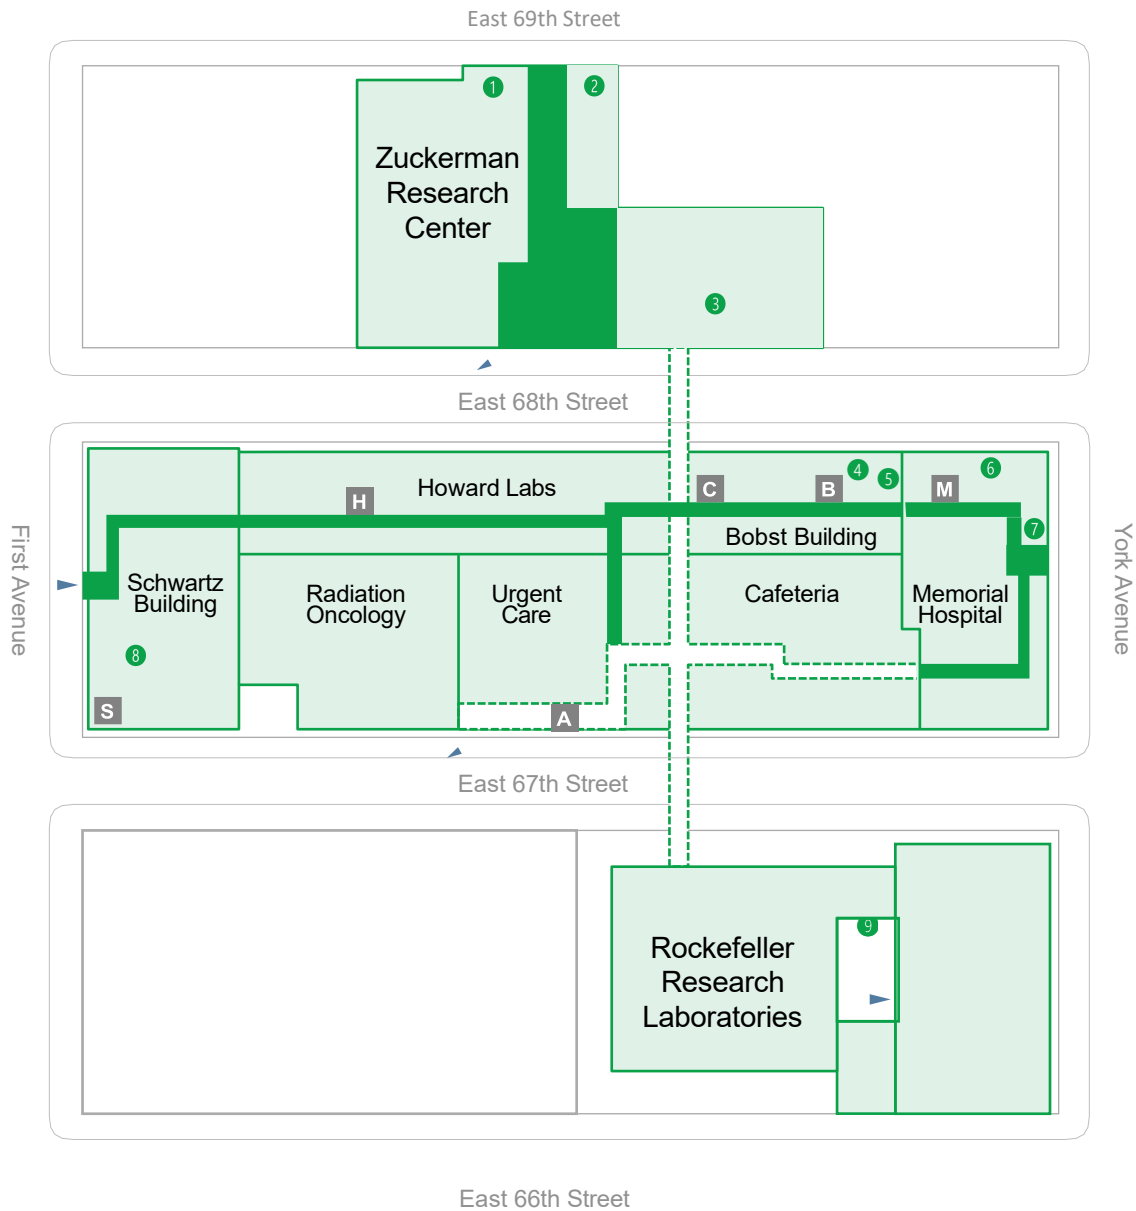 East 69th Street
1
2
Zuckerman
Research
Center
3
East 68th Street
4
5
6
Howard Labs
H
C
B
M
7
Bobst Building
First Avenue
York Avenue
Schwartz
Building
Radiation
Oncology
Urgent
Care
Cafeteria
Memorial
Hospital
8
S
A
East 67th Street
9
Rockefeller
Research
Laboratories
East 66th Street